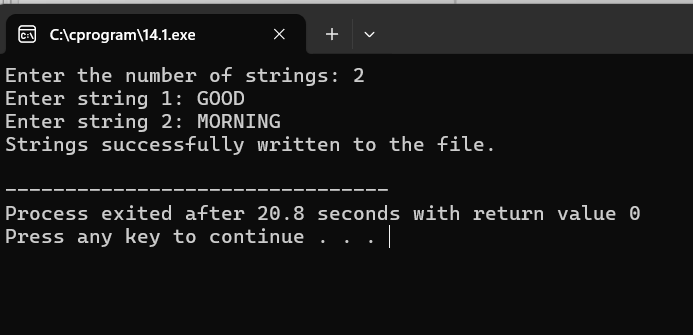 C:\cprogram\14.1.exe
Enter the number of strings: 2
Enter string 1: GOOD
Enter string 2: MORNING
Strings successfully written to the file.
--------------------------------
Process exited after 20.8 seconds with return value 0
Press any key to continue . . .